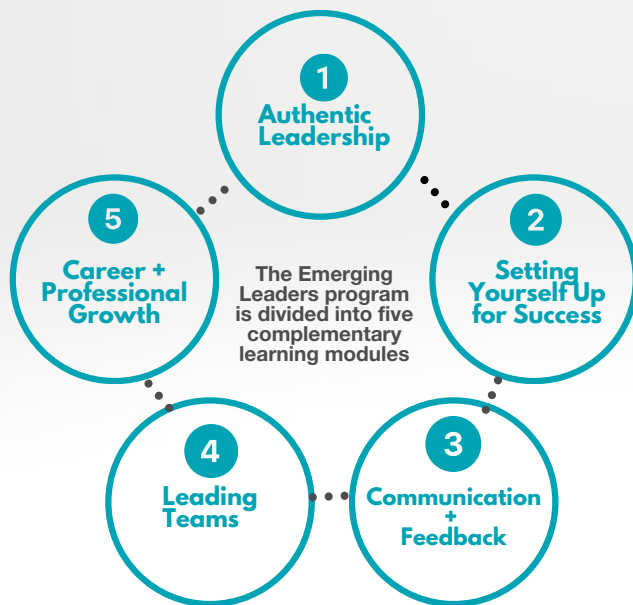 1
Authentic
Leadership
2
Setting
Yourself Up
for Success
3
Communication
+
Feedback
4
Leading
Teams
5
Career +
Professional
Growth
The Emerging
Leaders program
is divided into five
complementary
learning modules